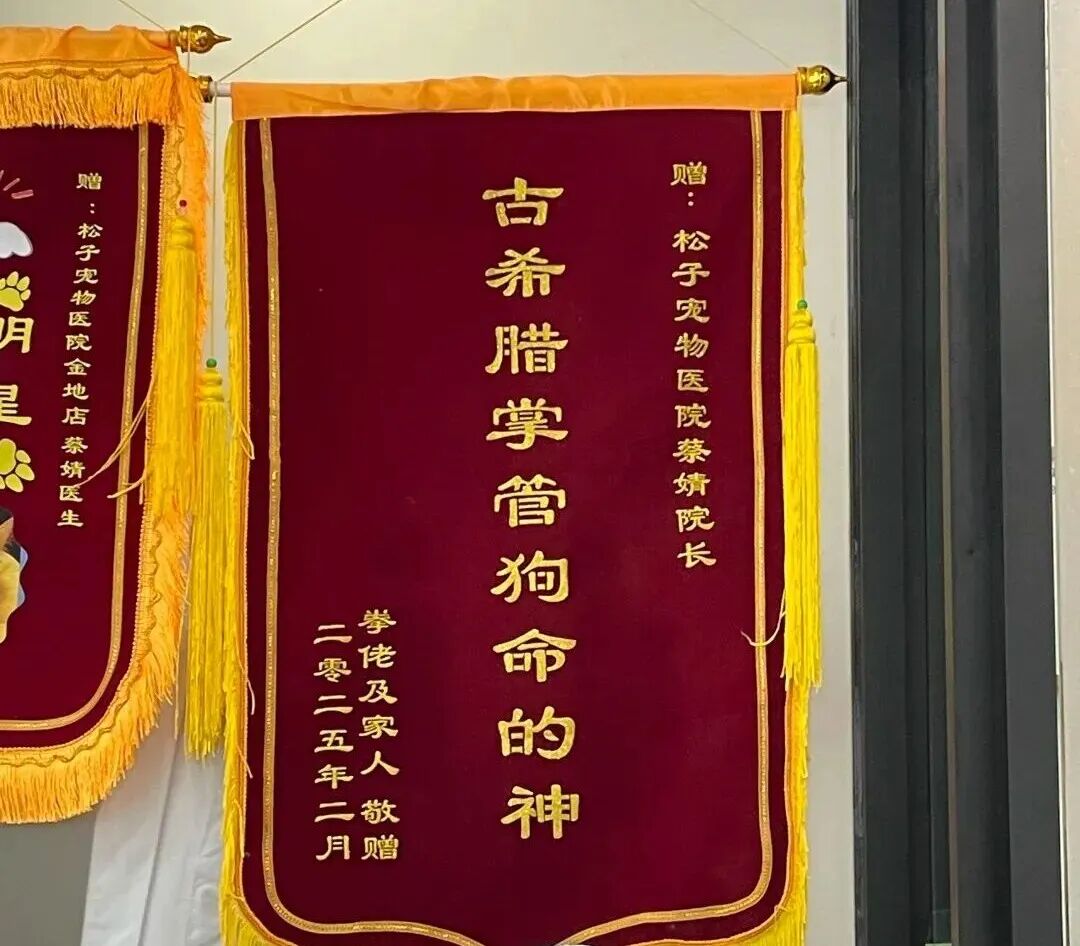 赠：松子宠物医院蔡婧院长
古希腊掌管狗命的神
拳佬及家人 敬赠
二零二五年二月
赠：松子宠物医院金地店蔡婧医生
明星